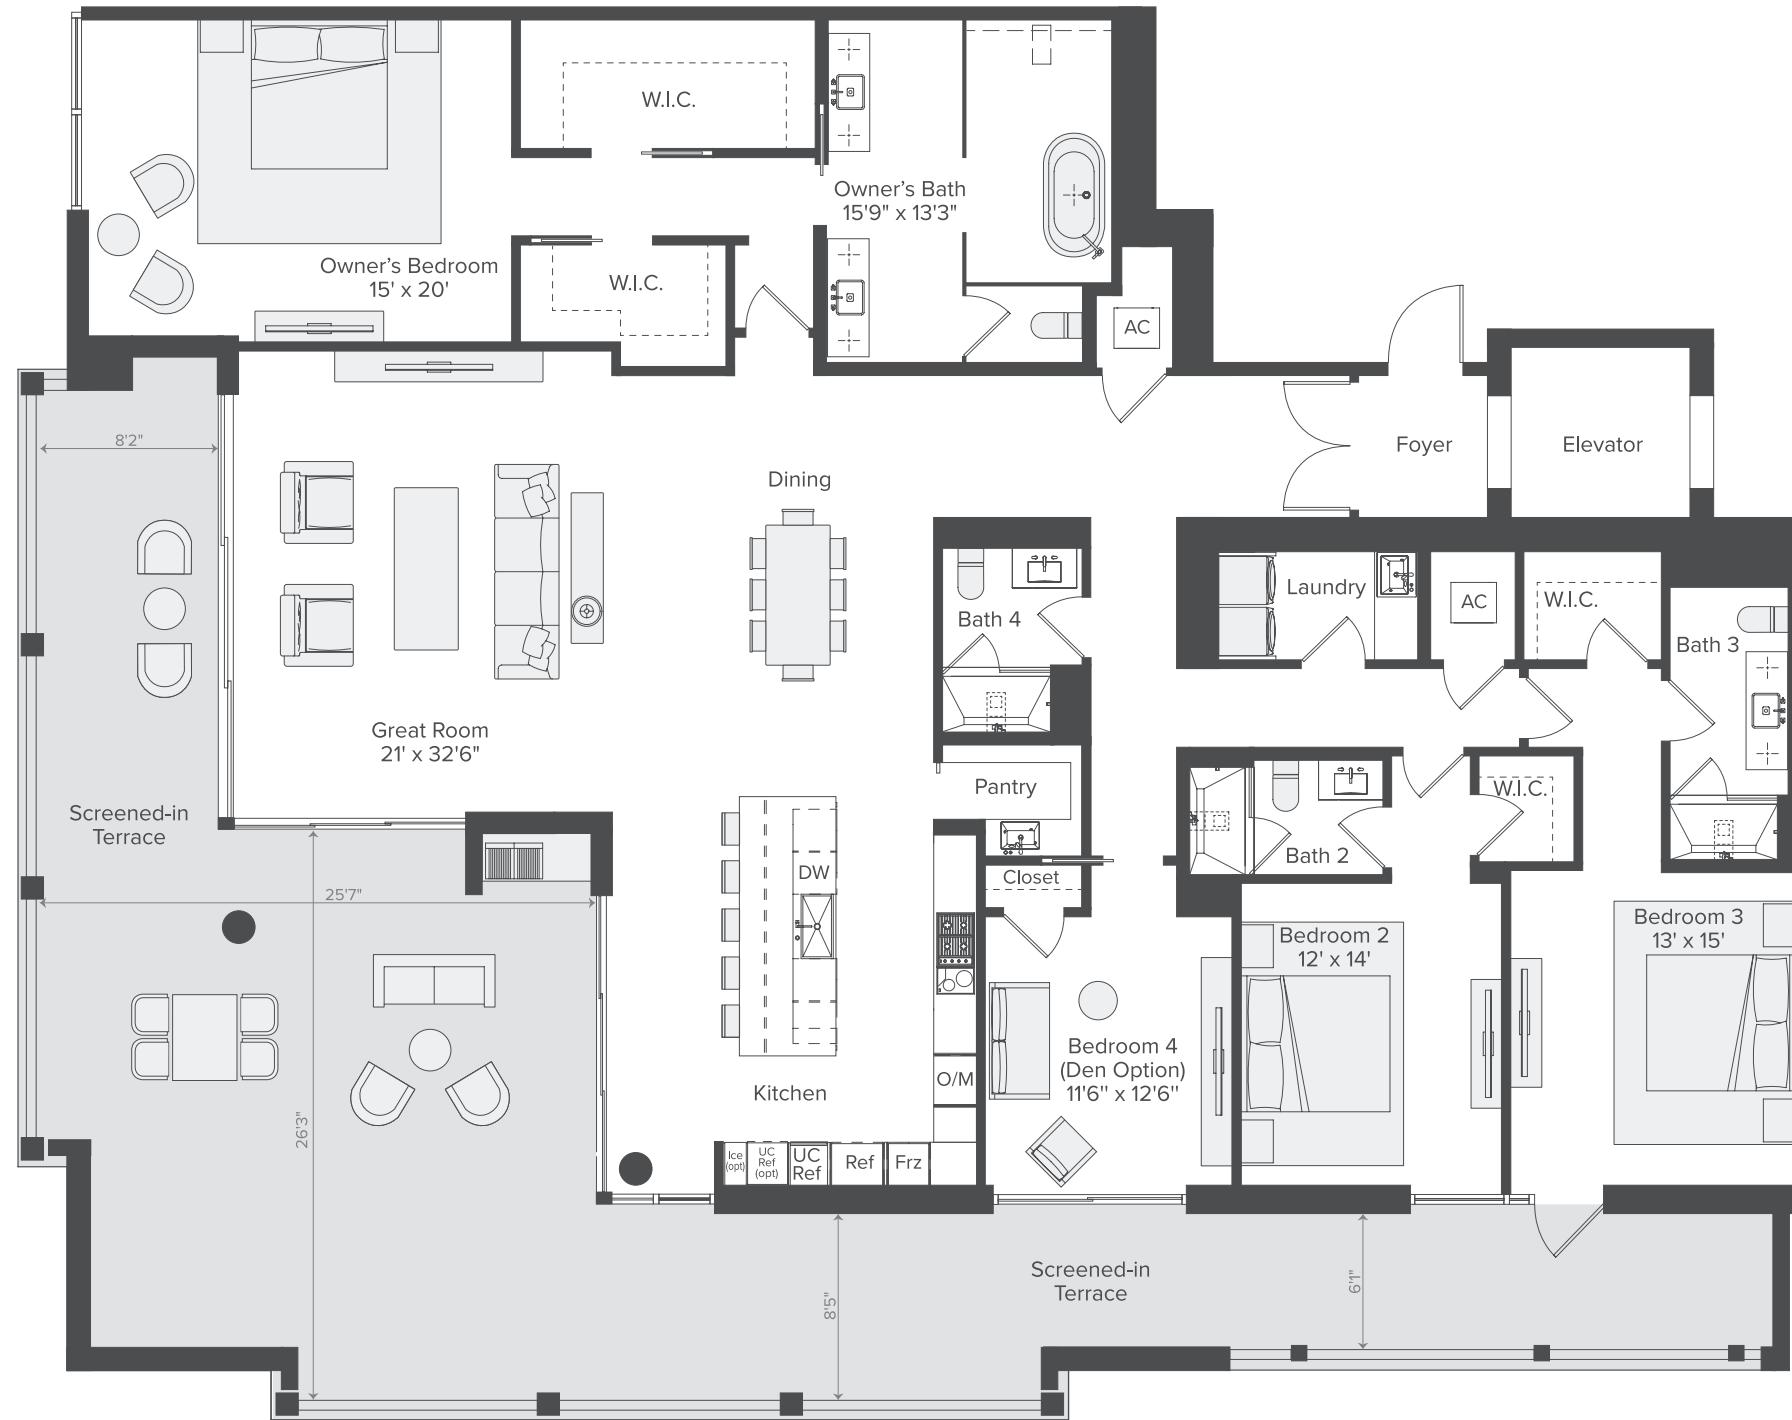 W.I.C.
Owner's Bath
15'9" x 13'3"
Owner's Bedroom
15' x 20'
W.I.C.
AC
8'2"
Foyer
Elevator
Dining
Laundry
AC
W.I.C.
Bath 4
Bath 3
Great Room
21' x 32'6"
Pantry
W.I.C.
Screened-in
Terrace
Bath 2
DW
Closet
25'7"
Bedroom 2
12' x 14'
Bedroom 3
13' x 15'
Bedroom 4
(Den Option)
11'6" x 12'6"
O/M
Kitchen
26'3"
Ice
(opt)
UC
Ref
(opt)
UC
Ref
Ref
Frz
Screened-in
Terrace
8'5"
6'1"